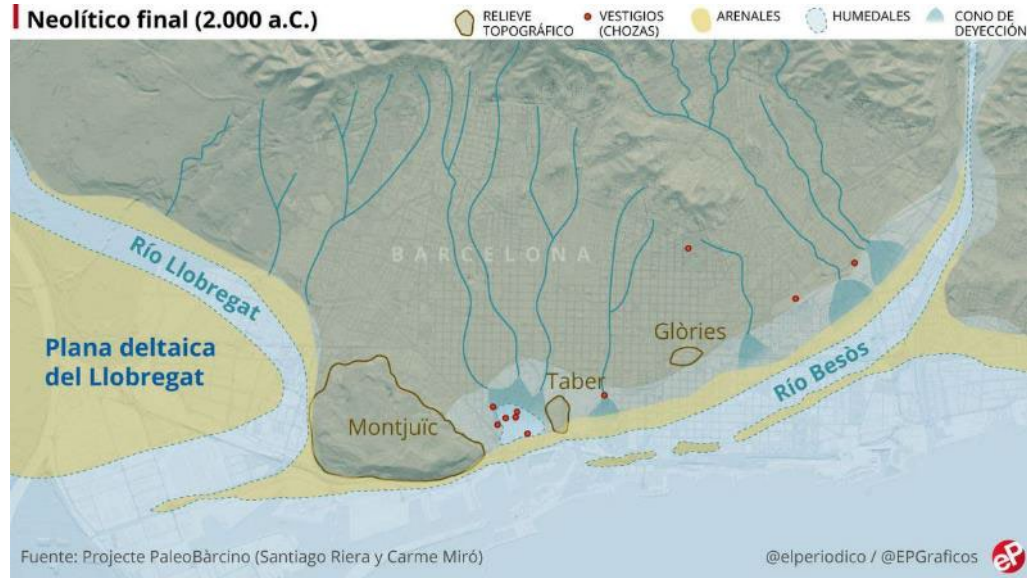 Neolítico final (2.000 a.C.)
RELIEVE
TOPOGRÁFICO
VESTIGIOS
(CHOZAS)
ARENALES
HUMEDALES
CONO DE
DEYECCIÓN
BARCELONA
Río Llobregat
Plana deltaica
del Llobregat
Glòries
Taber
Río Besòs
Montjuïc
Fuente: Projecte PaleoBàrcino (Santiago Riera y Carme Miró)
@elperiodico / @EPGraficos
eP